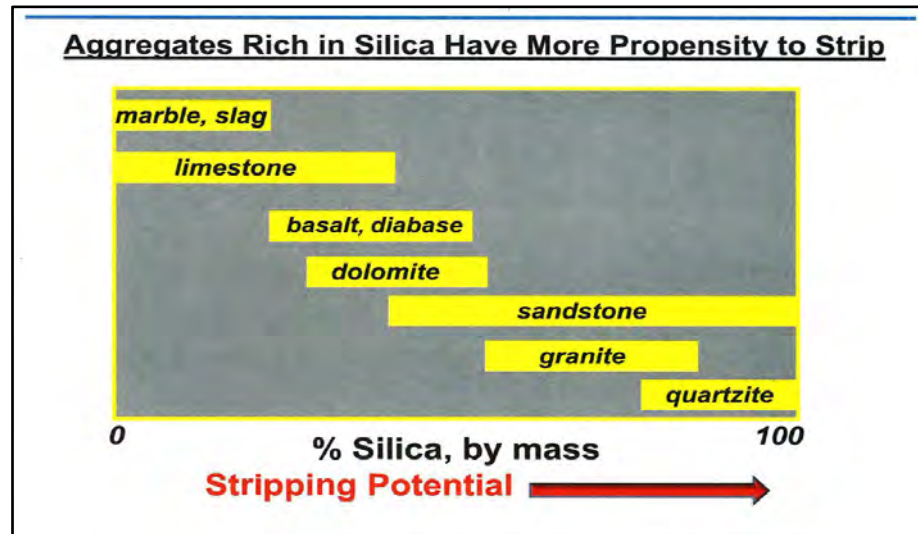 Aggregates Rich in Silica Have More Propensity to Strip
marble, slag
limestone
basalt, diabase
dolomite
sandstone
granite
quartzite
0
100
% Silica, by mass
Stripping Potential